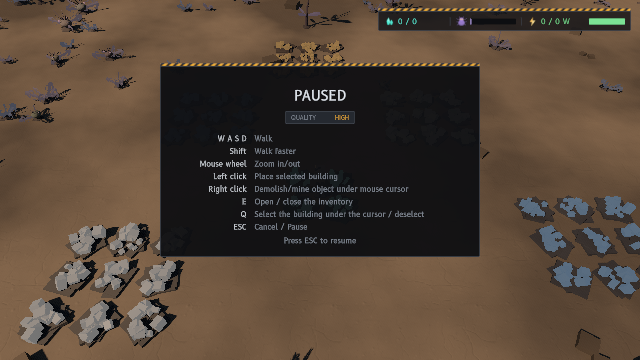 0 / 0
0 / 0 W
PAUSED
QUALITY HIGH
W A S D Walk
Shift Walk faster
Mouse wheel Zoom in/out
Left click Place selected building
Right click Demolish/mine object under mouse cursor
E Open / close the inventory
Q Select the building under the cursor / deselect
ESC Cancel / Pause
Press ESC to resume